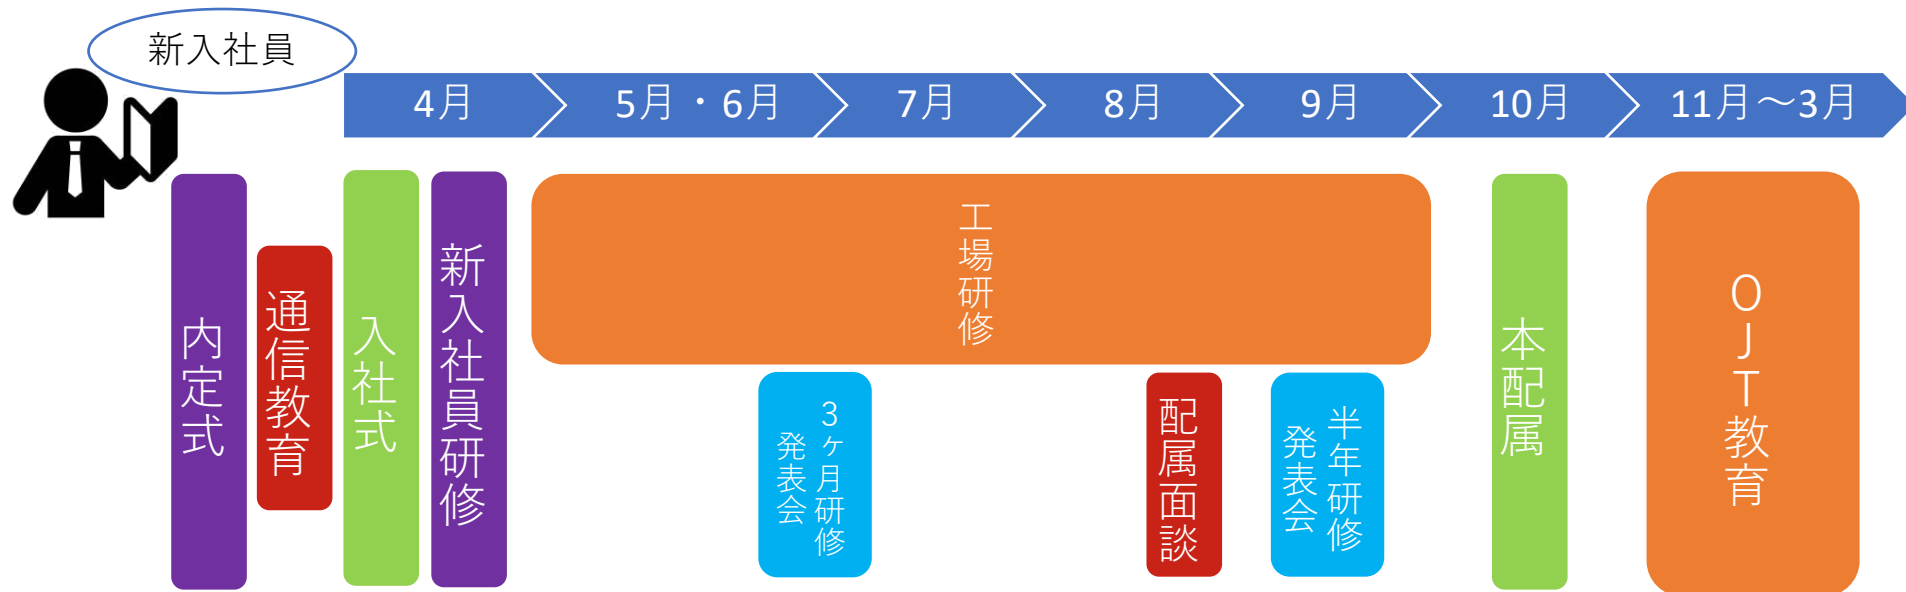 新入社員
4月
5月・6月
7月
8月
9月
10月
11月～3月
内定式
通信教育
入社式
新入社員研修
工場研修
3ヶ月研修
発表会
配属面談
半年研修
発表会
本配属
OJT教育